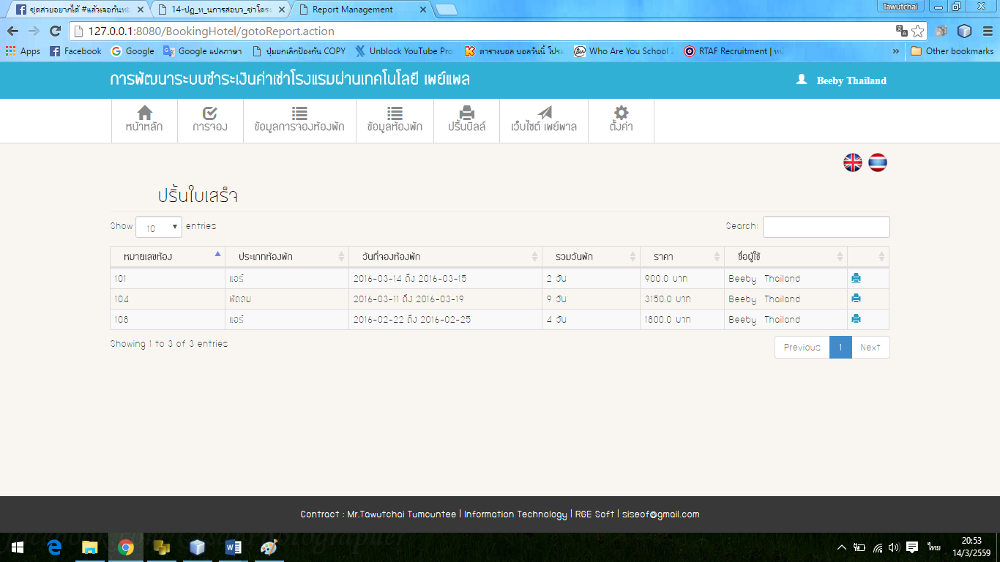 ชุดสวยอยากได้ #แล้วเจอกันทะ 14-ปฏ_ท_นการสอบว_ชาโครง Report Management Tawutchai
127.0.0.1:8080/BookingHotel/gotoReport.action
Apps Facebook Google Google แปลภาษา ปุ่มยกเลิกป้องกัน COPY Unblock YouTube Pro ตารางบอล บอลวันนี้ โปร Who Are You School 2 RTAF Recruitment | หน้ » Other bookmarks
การพัฒนาระบบชำระเงินค่าเช่าโรงแรมผ่านเทคโนโลยี เพย์แพล Beeby Thailand
หน้าหลัก การจอง ข้อมูลการจองห้องพัก ข้อมูลห้องพัก ปริ้นบิลล์ เว็บไซต์ เพย์พาล ตั้งค่า
ปริ้นใบเสร็จ
Show 10 entries Search:
หมายเลขห้อง ประเภทห้องพัก วันที่จองห้องพัก รวมวันพัก ราคา ชื่อผู้ใช้
101 แอร์ 2016-03-14 ถึง 2016-03-15 2 วัน 900.0 บาท Beeby Thailand
104 พัดลม 2016-03-11 ถึง 2016-03-19 9 วัน 3150.0 บาท Beeby Thailand
108 แอร์ 2016-02-22 ถึง 2016-02-25 4 วัน 1800.0 บาท Beeby Thailand
Showing 1 to 3 of 3 entries Previous 1 Next
Contract : Mr.Tawutchai Tumcuntee | Information Technology | RGE Soft | siseof@gmail.com
ไทย 20:53
14/3/2559